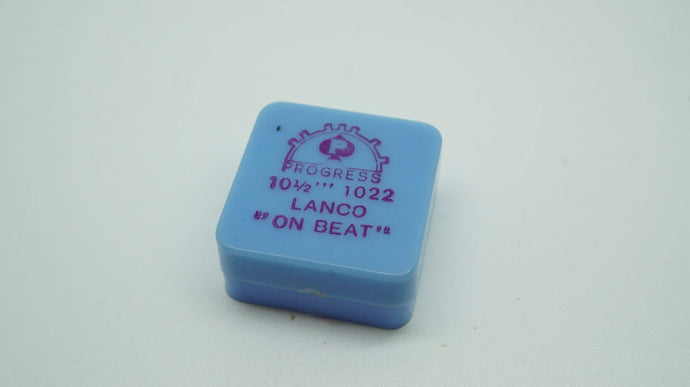 P
PROGRESS
10½''' 1022
LANCO
"ON BEAT"